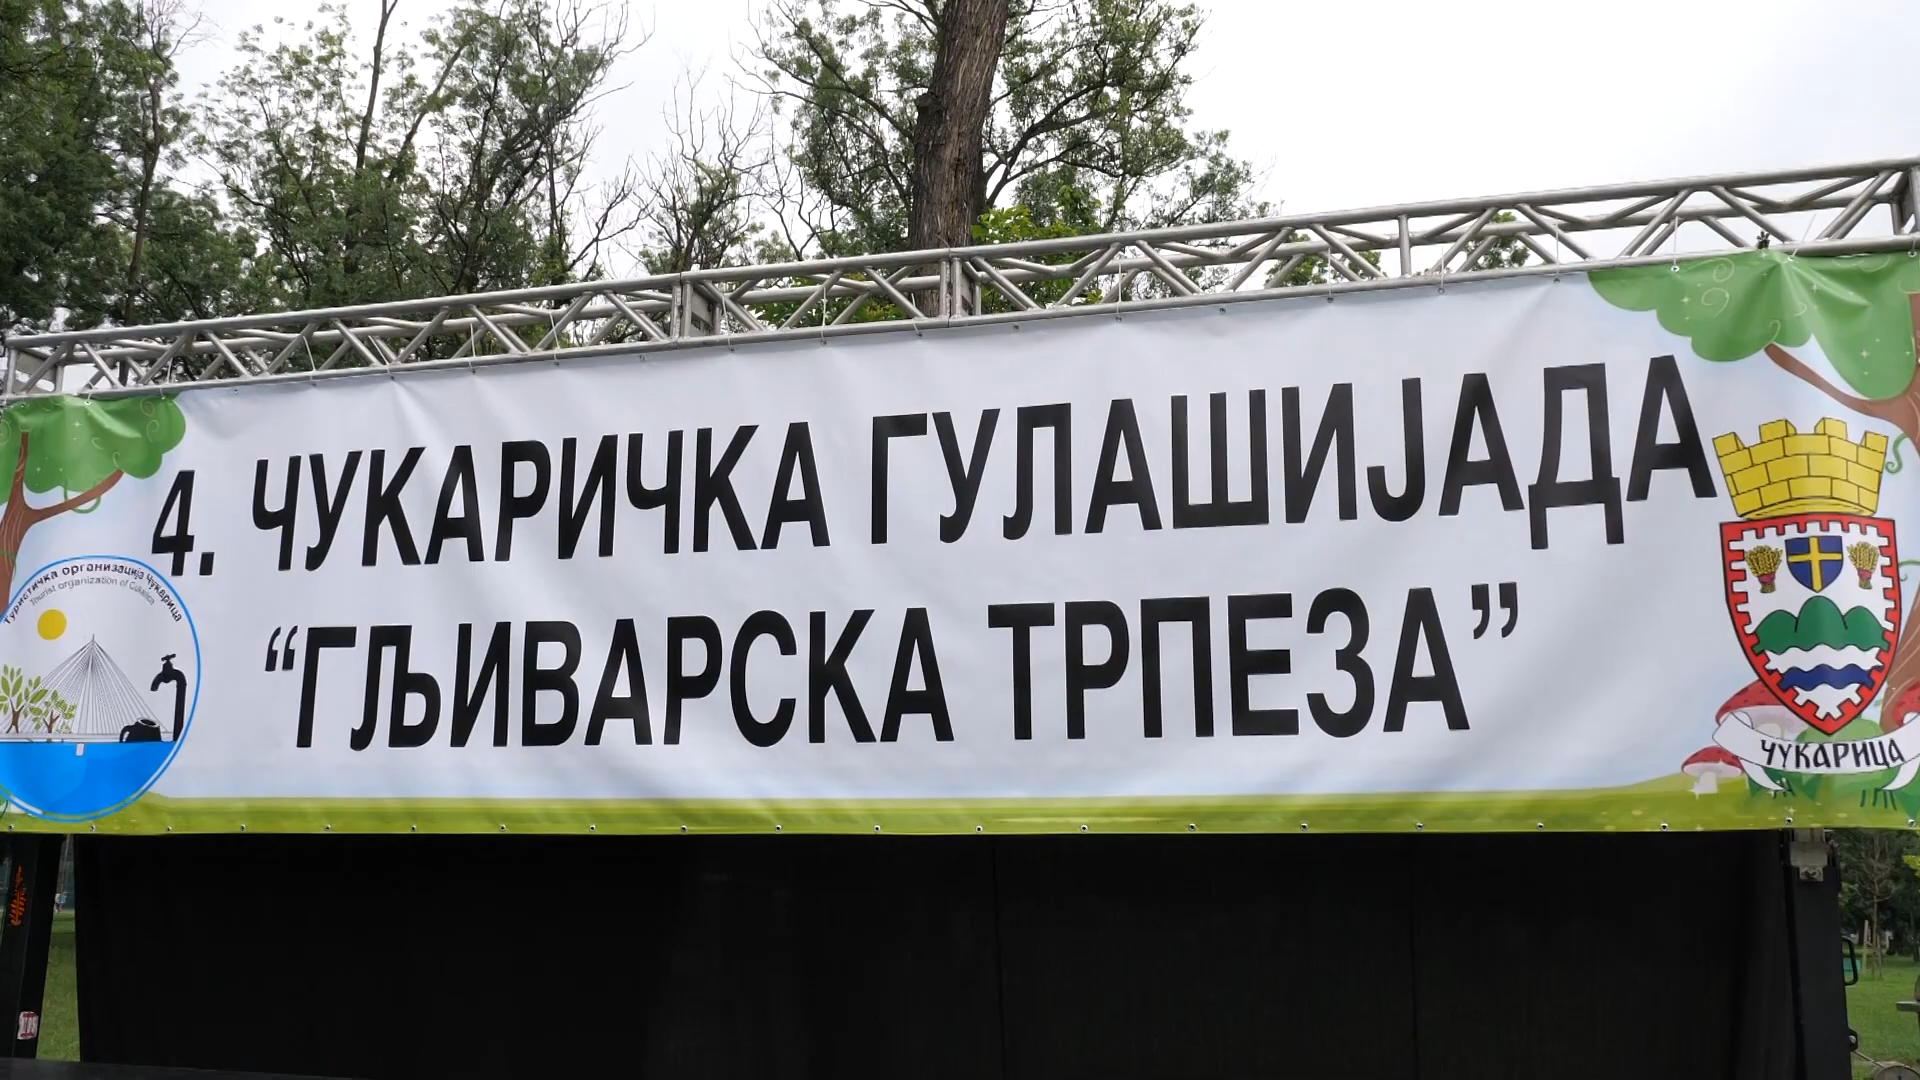 4. ЧУКАРИЧКА ГУЛАШИЈАДА
“ГЉИВАРСКА ТРПЕЗА”
Туристичка организација Чукарица
Tourist organization of Cukarica
ЧУКАРИЦА